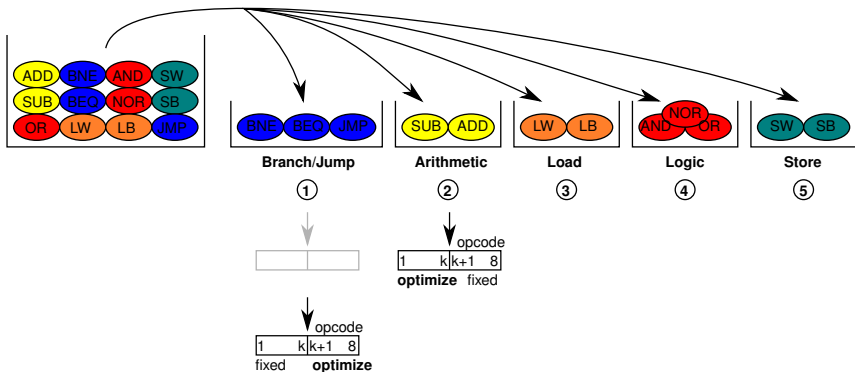 ADD BNE AND SW
SUB BEQ NOR SB
OR LW LB JMP
BNE BEQ JMP
SUB ADD
LW LB
NOR
AND OR
SW SB
Branch/Jump Arithmetic Load Logic Store
1 2 3 4 5
opcode
1 k k+1 8
optimize fixed
opcode
1 k k+1 8
fixed optimize